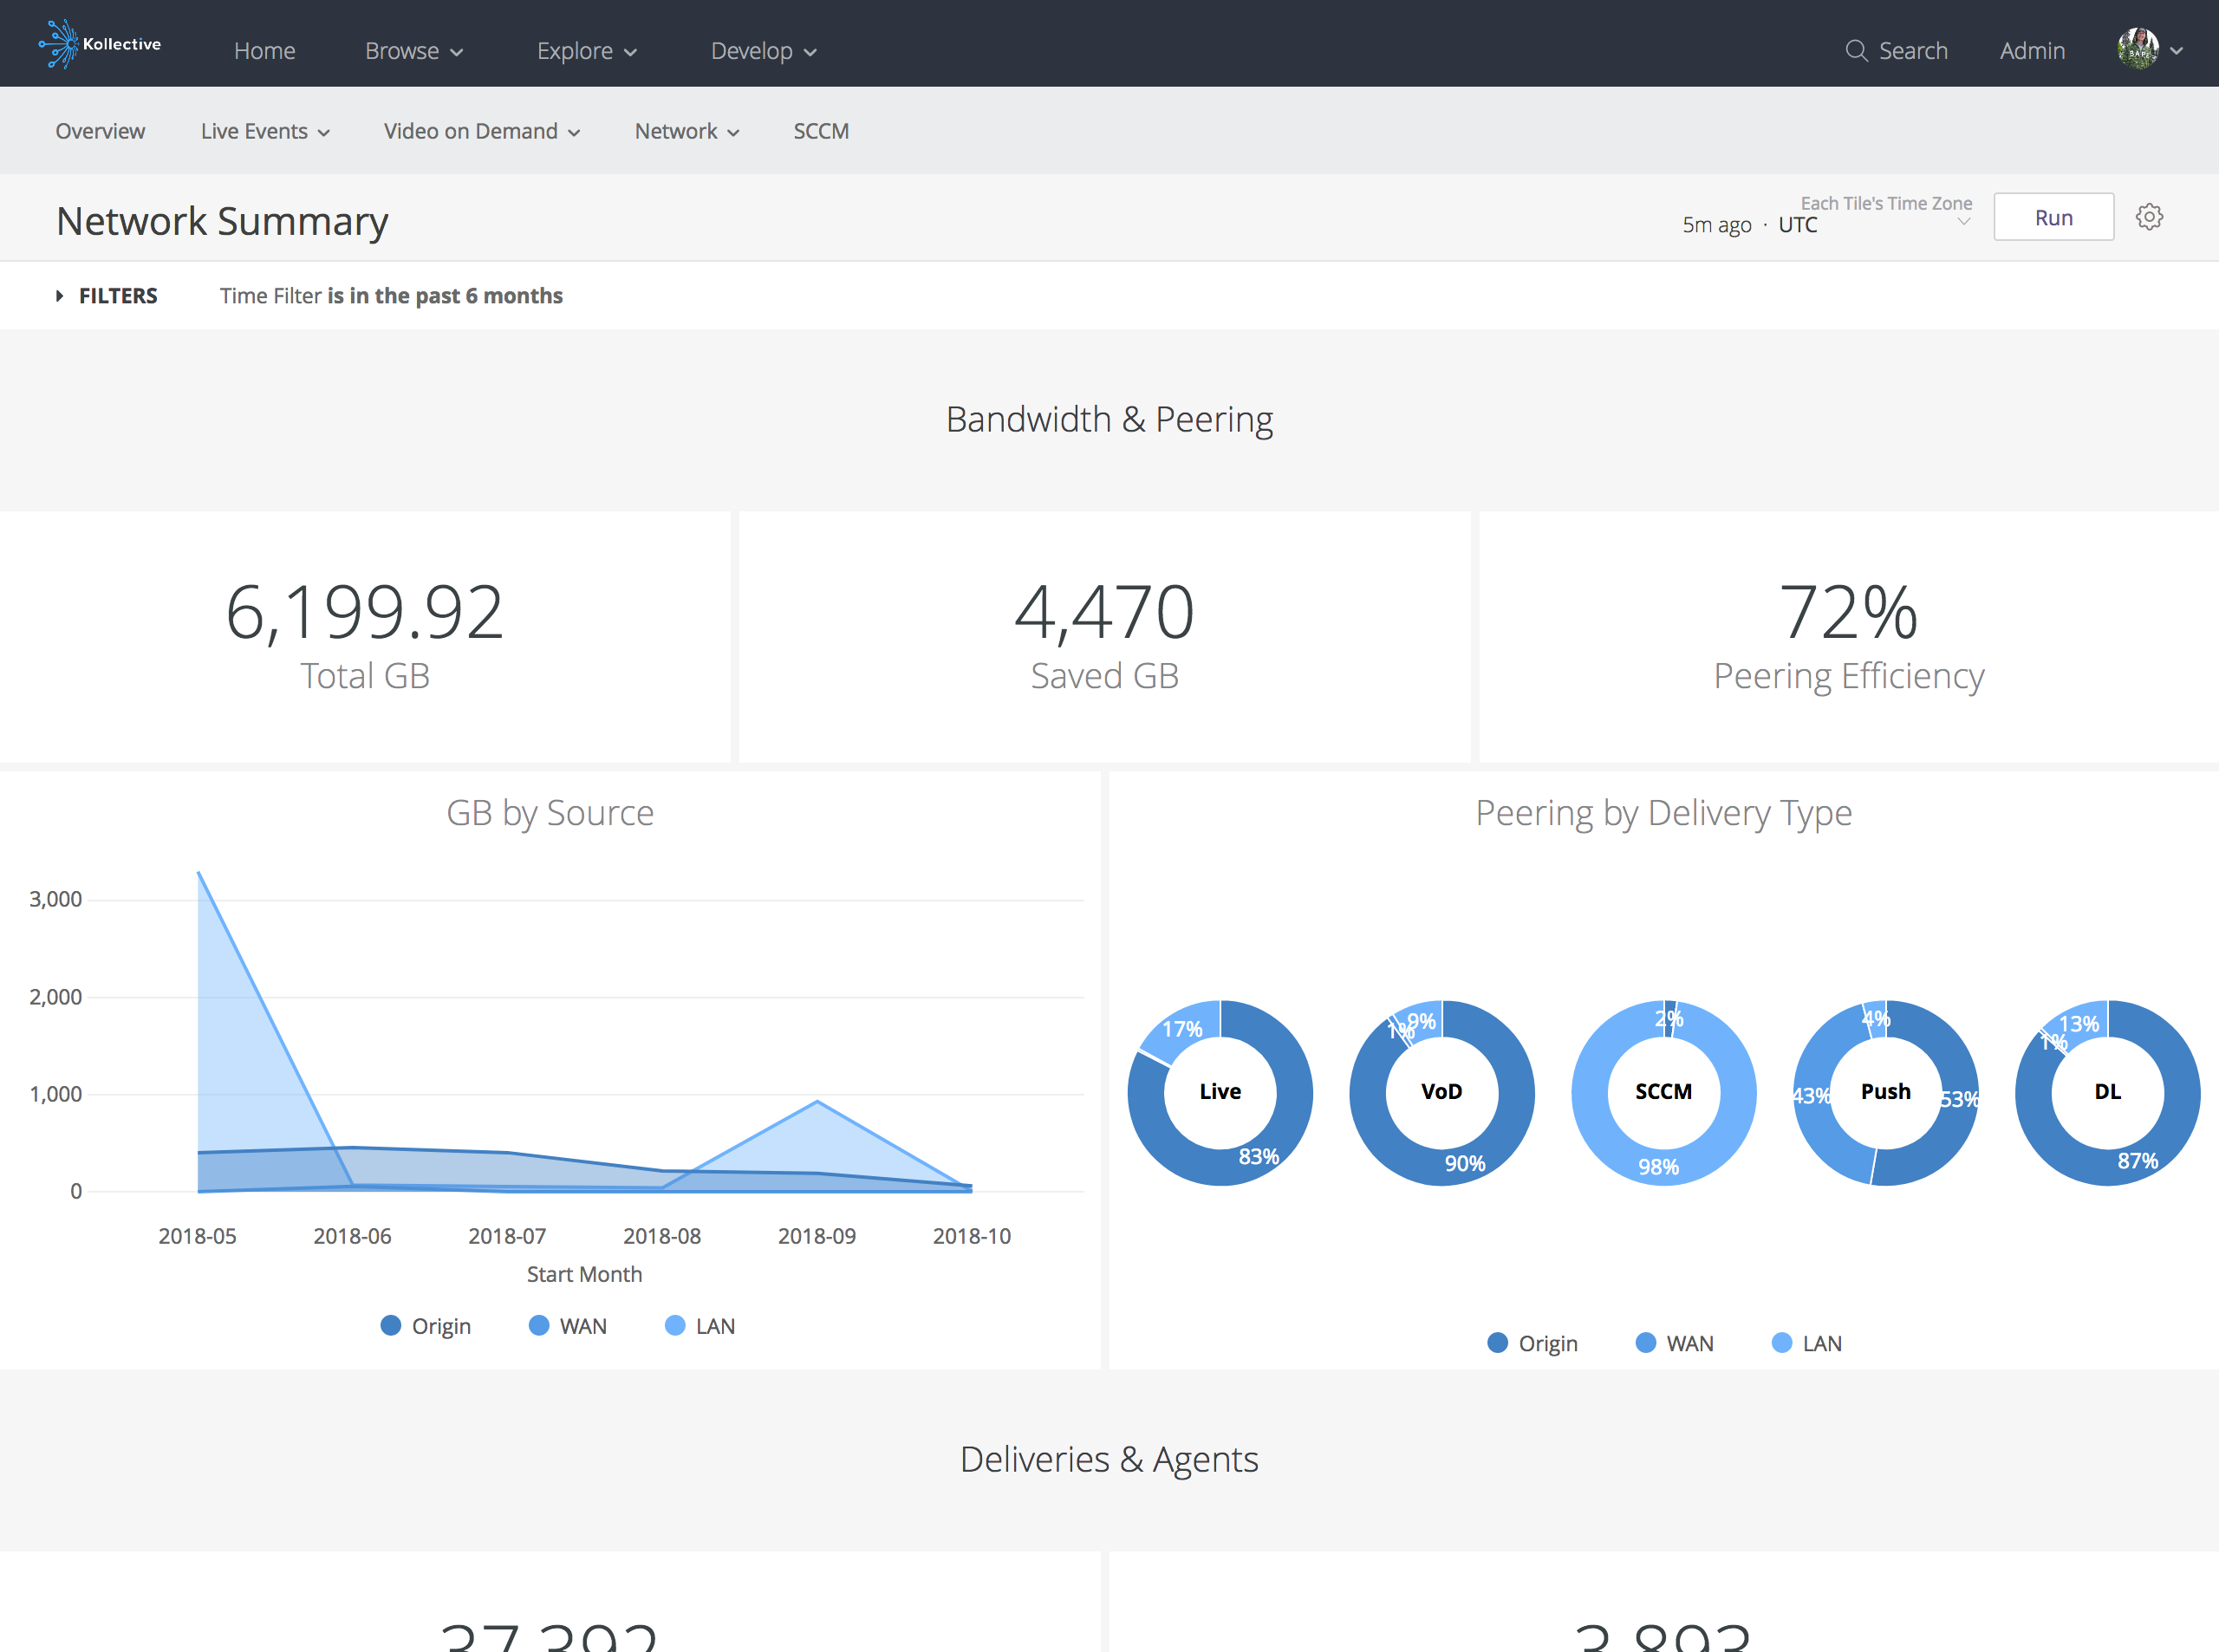 Kollective
Home Browse Explore Develop Search Admin
Overview Live Events Video on Demand Network SCCM
Network Summary
Each Tile's Time Zone
5m ago · UTC
Run
FILTERS Time Filter is in the past 6 months
Bandwidth & Peering
6,199.92
Total GB
4,470
Saved GB
72%
Peering Efficiency
GB by Source
3,000
2,000
1,000
0
2018-05 2018-06 2018-07 2018-08 2018-09 2018-10
Start Month
Origin WAN LAN
Peering by Delivery Type
17%
Live
83%
1% 9%
VoD
90%
2%
SCCM
98%
4%
43% Push 53%
1% 13%
DL
87%
Origin WAN LAN
Deliveries & Agents
37,392
3,893